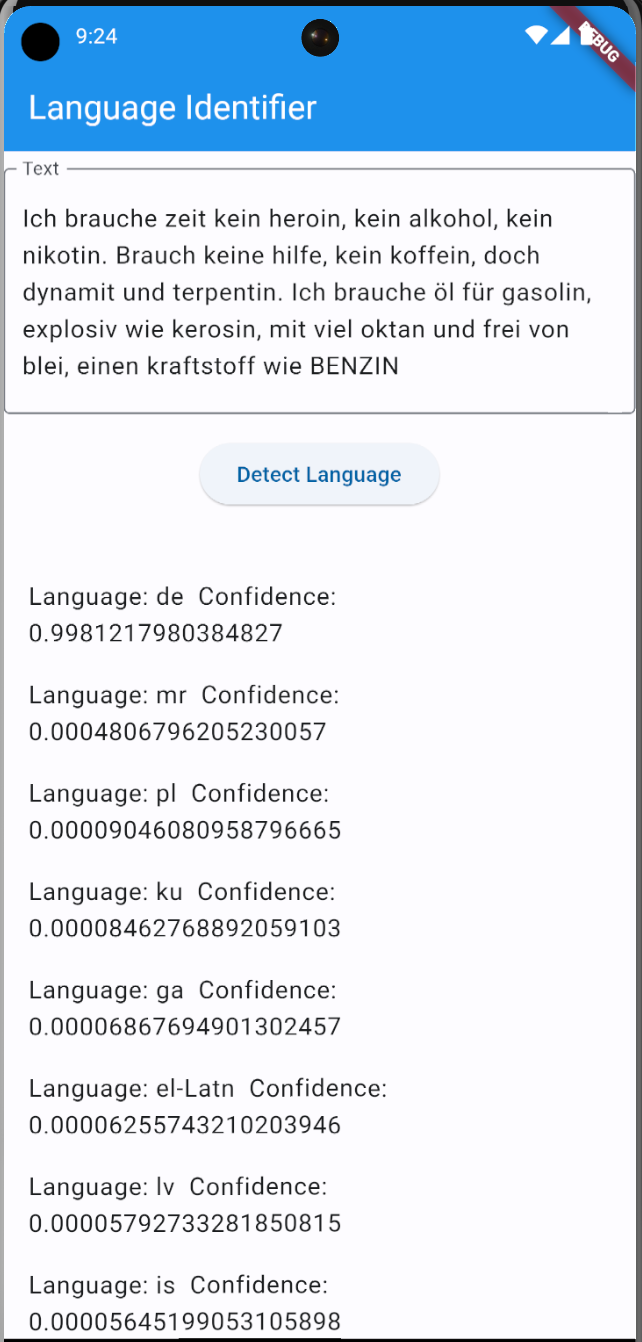 9:24
DEBUG
Language Identifier
Text
Ich brauche zeit kein heroin, kein alkohol, kein
nikotin. Brauch keine hilfe, kein koffein, doch
dynamit und terpentin. Ich brauche öl für gasolin,
explosiv wie kerosin, mit viel oktan und frei von
blei, einen kraftstoff wie BENZIN
Detect Language
Language: de  Confidence:
0.9981217980384827
Language: mr  Confidence:
0.0004806796205230057
Language: pl  Confidence:
0.00009046080958796665
Language: ku  Confidence:
0.00008462768892059103
Language: ga  Confidence:
0.00006867694901302457
Language: el-Latn  Confidence:
0.00006255743210203946
Language: lv  Confidence:
0.00005792733281850815
Language: is  Confidence:
0.00005645199053105898